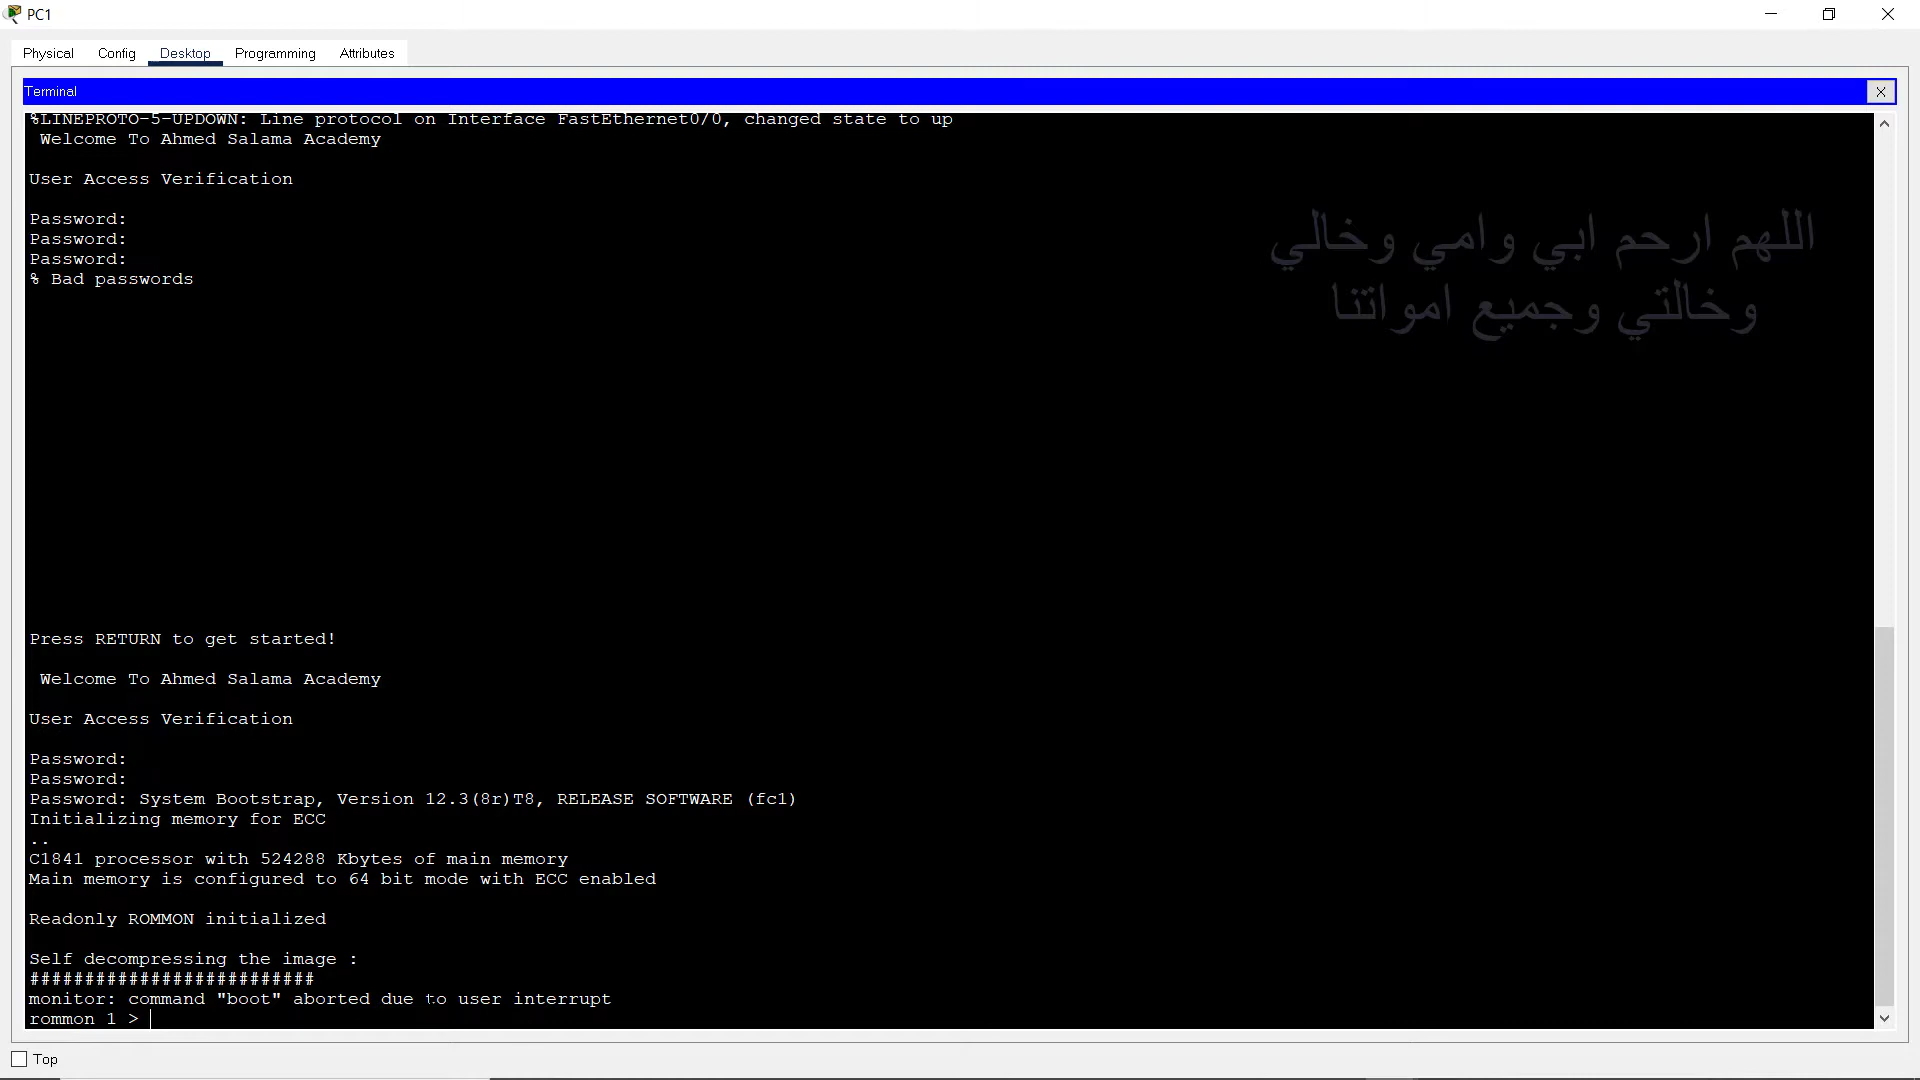 PC1
Physical Config Desktop Programming Attributes
Terminal
X
%LINEPROTO-5-UPDOWN: Line protocol on Interface FastEthernet0/0, changed state to up
Welcome To Ahmed Salama Academy
User Access Verification
Password:
Password:
Password:
% Bad passwords
اللهم ارحم ابي وامي وخالي
وخالتي وجميع امواتنا
Press RETURN to get started!
Welcome To Ahmed Salama Academy
User Access Verification
Password:
Password:
Password: System Bootstrap, Version 12.3(8r)T8, RELEASE SOFTWARE (fc1)
Initializing memory for ECC
..
C1841 processor with 524288 Kbytes of main memory
Main memory is configured to 64 bit mode with ECC enabled
Readonly ROMMON initialized
Self decompressing the image :
##########################
monitor: command "boot" aborted due to user interrupt
rommon 1 >
Top